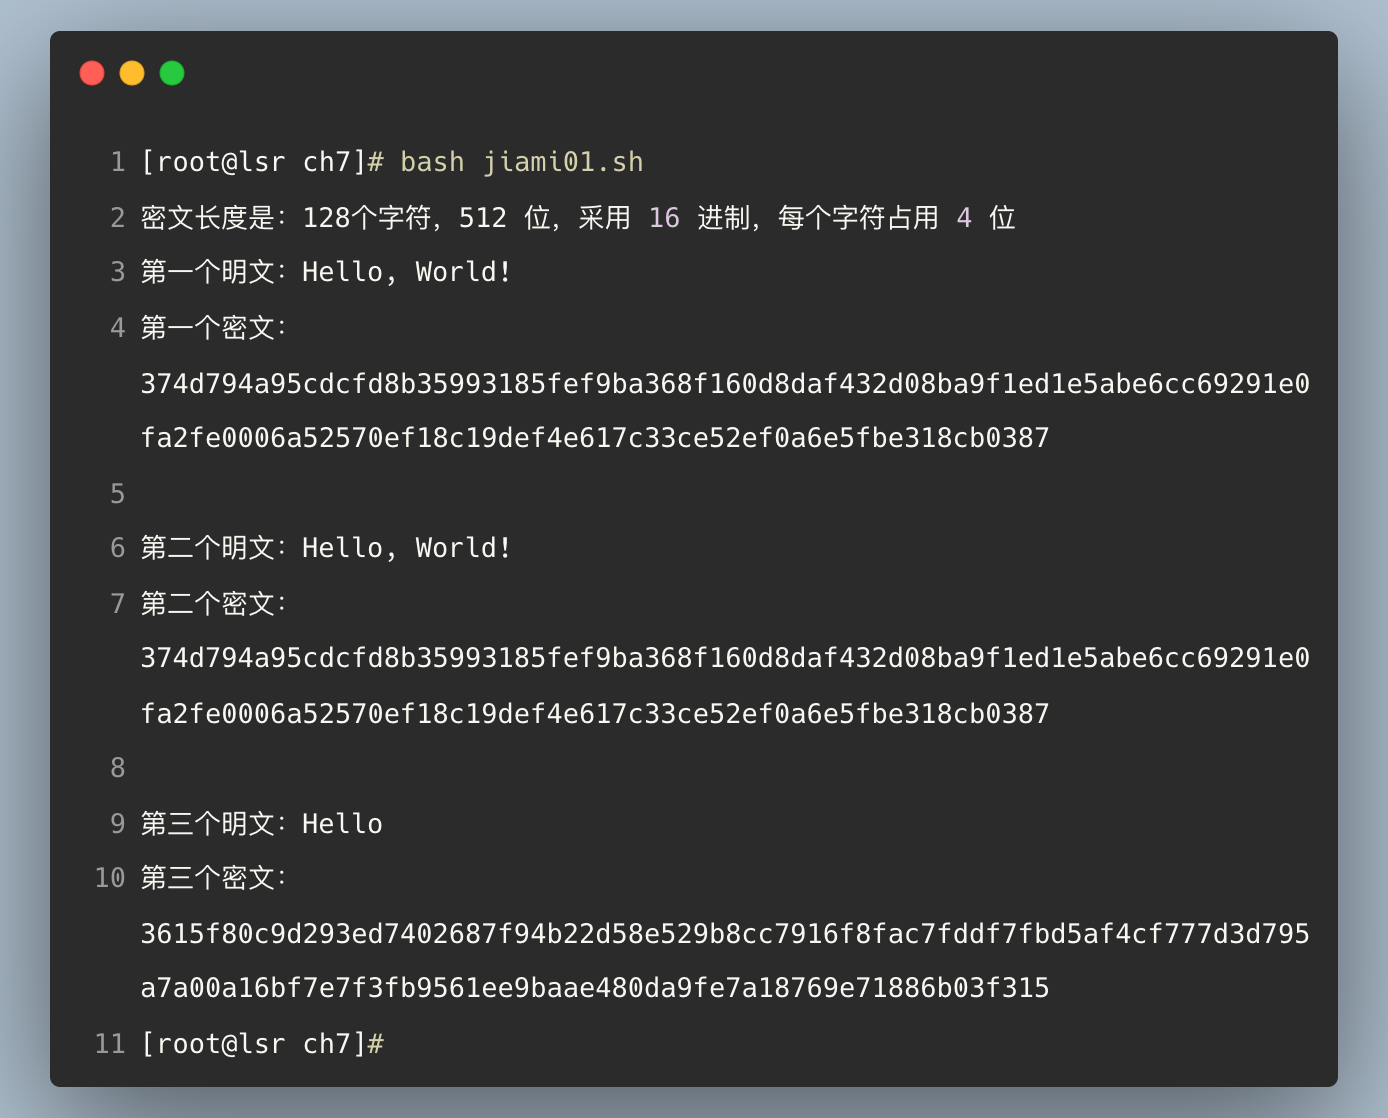 1 [root@lsr ch7]# bash jiami01.sh
2 密文长度是：128个字符，512 位，采用 16 进制，每个字符占用 4 位
3 第一个明文：Hello, World!
4 第一个密文：
374d794a95cdcfd8b35993185fef9ba368f160d8daf432d08ba9f1ed1e5abe6cc69291e0
fa2fe0006a52570ef18c19def4e617c33ce52ef0a6e5fbe318cb0387
5
6 第二个明文：Hello, World!
7 第二个密文：
374d794a95cdcfd8b35993185fef9ba368f160d8daf432d08ba9f1ed1e5abe6cc69291e0
fa2fe0006a52570ef18c19def4e617c33ce52ef0a6e5fbe318cb0387
8
9 第三个明文：Hello
10 第三个密文：
3615f80c9d293ed7402687f94b22d58e529b8cc7916f8fac7fddf7fbd5af4cf777d3d795
a7a00a16bf7e7f3fb9561ee9baae480da9fe7a18769e71886b03f315
11 [root@lsr ch7]#